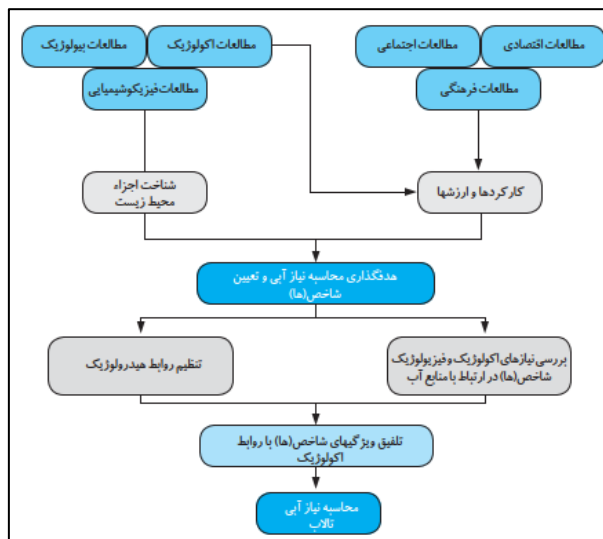 مطالعات اقتصادی
مطالعات اجتماعی
مطالعات فرهنگی
مطالعات اکولوژیک
مطالعات بیولوژیک
مطالعات فیزیکوشیمیایی
کارکردها و ارزشها
شناخت اجزاء
محیط زیست
هدفگذاری محاسبه نیاز آبی و تعیین
شاخص(ها)
بررسی نیازهای اکولوژیک و فیزیولوژیک
شاخص(ها) در ارتباط با منابع آب
تنظیم روابط هیدرولوژیک
تلفیق ویژگیهای شاخص(ها) با روابط
اکولوژیک
محاسبه نیاز آبی
تالاب